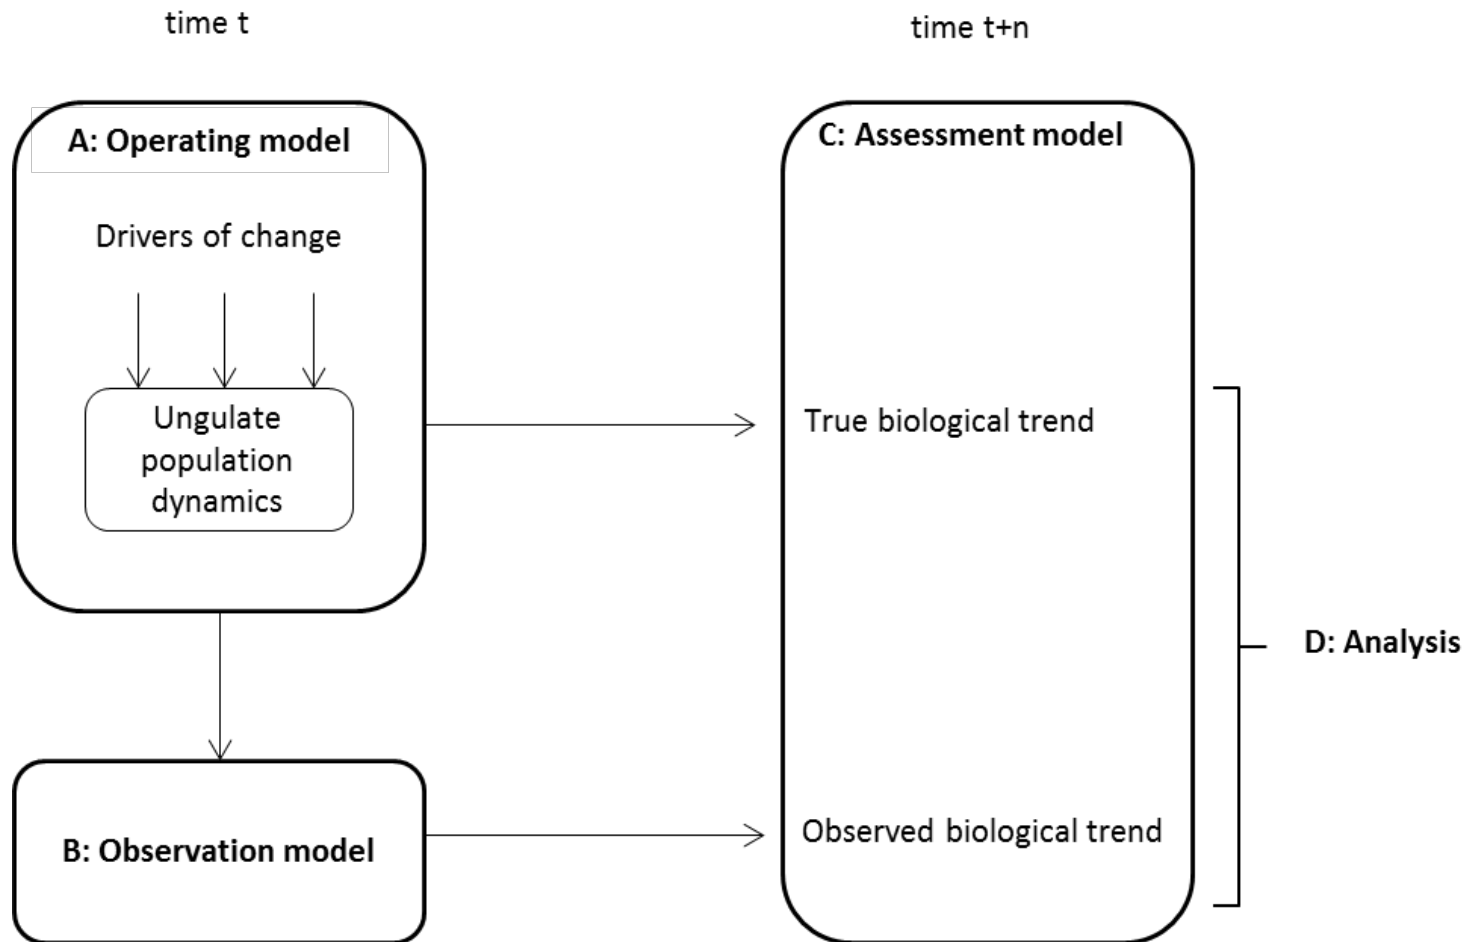 time t
time t+n
A: Operating model
C: Assessment model
Drivers of change
Ungulate
population
dynamics
True biological trend
D: Analysis
B: Observation model
Observed biological trend